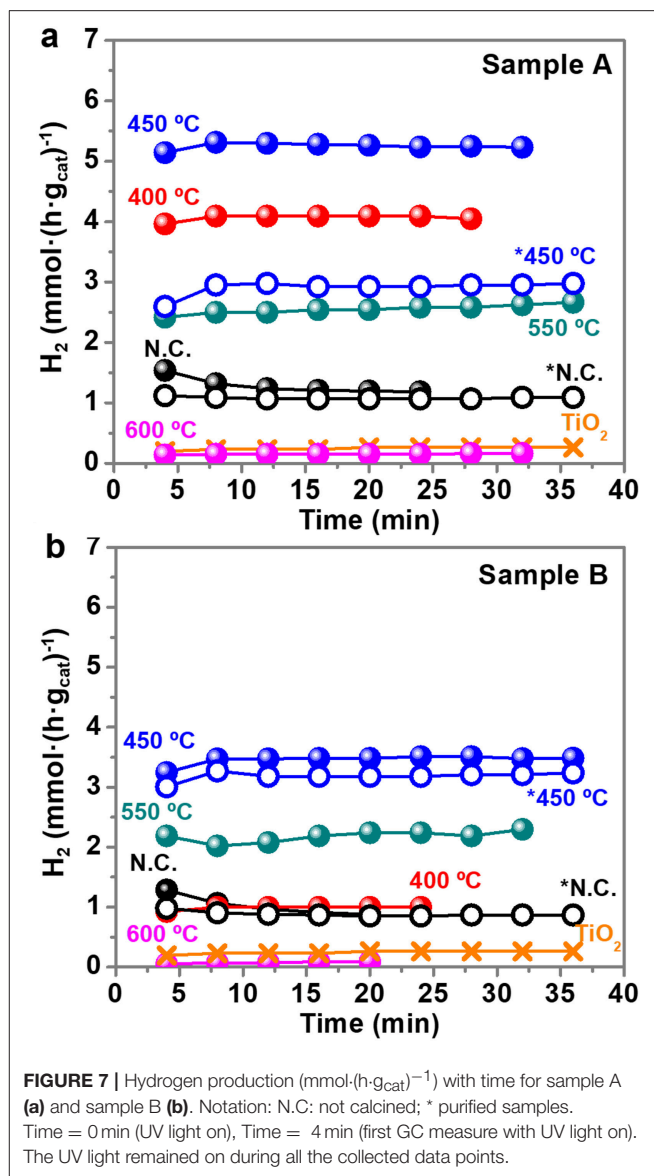 a
Sample A
7
6
5
4
3
2
1
0
H₂ (mmol·(h·g_cat)⁻¹)
450 ºC
400 ºC
*450 ºC
550 ºC
N.C.
*N.C.
TiO₂
600 ºC
0 5 10 15 20 25 30 35 40
Time (min)
b
Sample B
7
6
5
4
3
2
1
0
H₂ (mmol·(h·g_cat)⁻¹)
450 ºC
*450 ºC
550 ºC
N.C.
400 ºC
*N.C.
600 ºC
TiO₂
0 5 10 15 20 25 30 35 40
Time (min)
FIGURE 7 | Hydrogen production (mmol·(h·g_cat)⁻¹) with time for sample A
(a) and sample B (b). Notation: N.C: not calcined; * purified samples.
Time = 0 min (UV light on), Time = 4 min (first GC measure with UV light on).
The UV light remained on during all the collected data points.